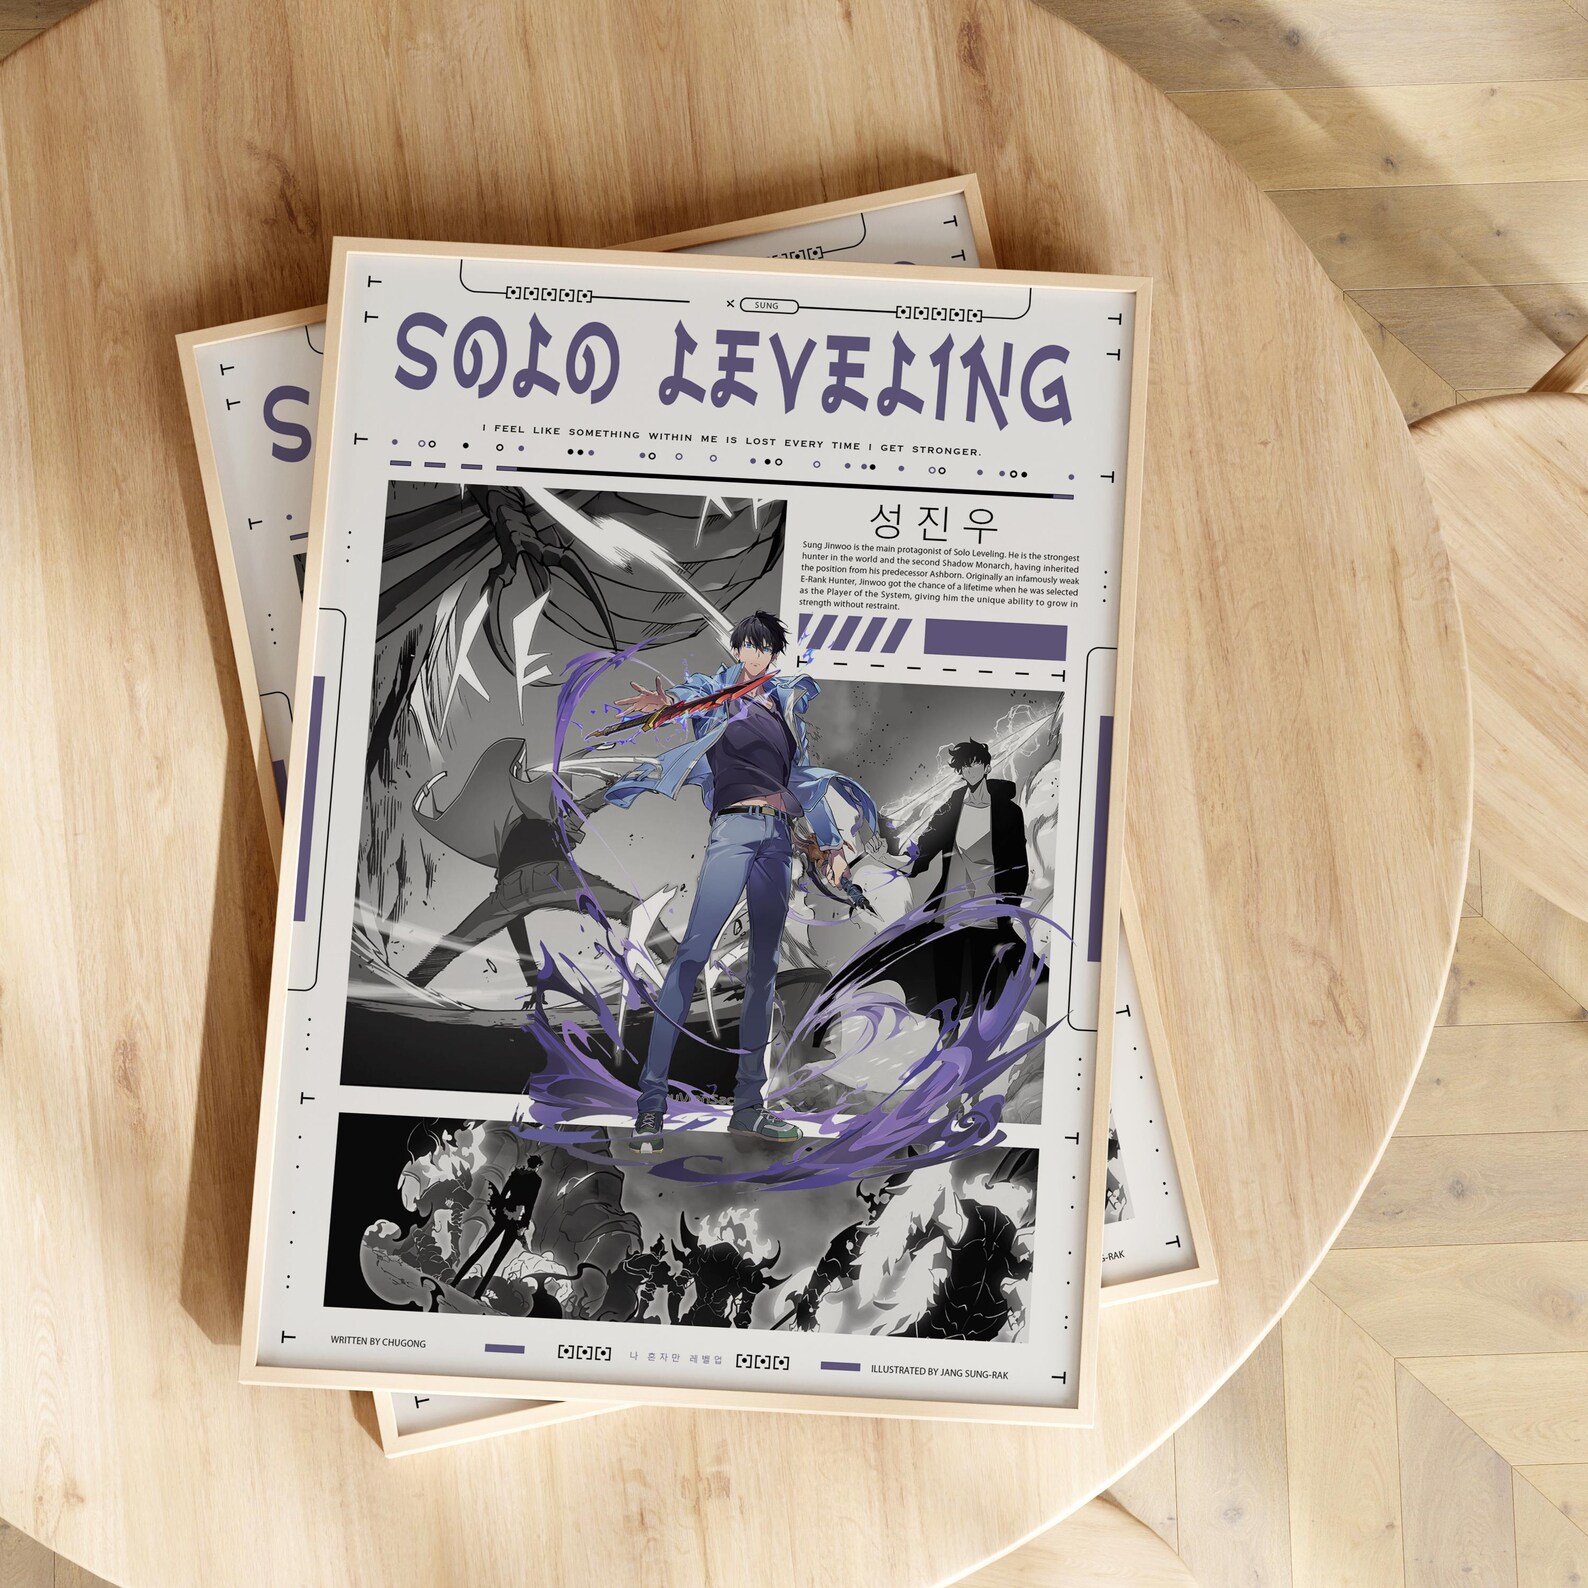 SUNG
SOLO LEVELING
I FEEL LIKE SOMETHING WITHIN ME IS LOST EVERY TIME I GET STRONGER.
성진우
Sung Jinwoo is the main protagonist of Solo Leveling. He is the strongest
hunter in the world and the second Shadow Monarch, having inherited
the position from his predecessor Ashborn. Originally an infamously weak
E-Rank Hunter, Jinwoo got the chance of a lifetime when he was selected
as the Player of the System, giving him the unique ability to grow in
strength without restraint.
WRITTEN BY CHUGONG
나 혼자만 레벨업
ILLUSTRATED BY JANG SUNG-RAK
S
G-RAK